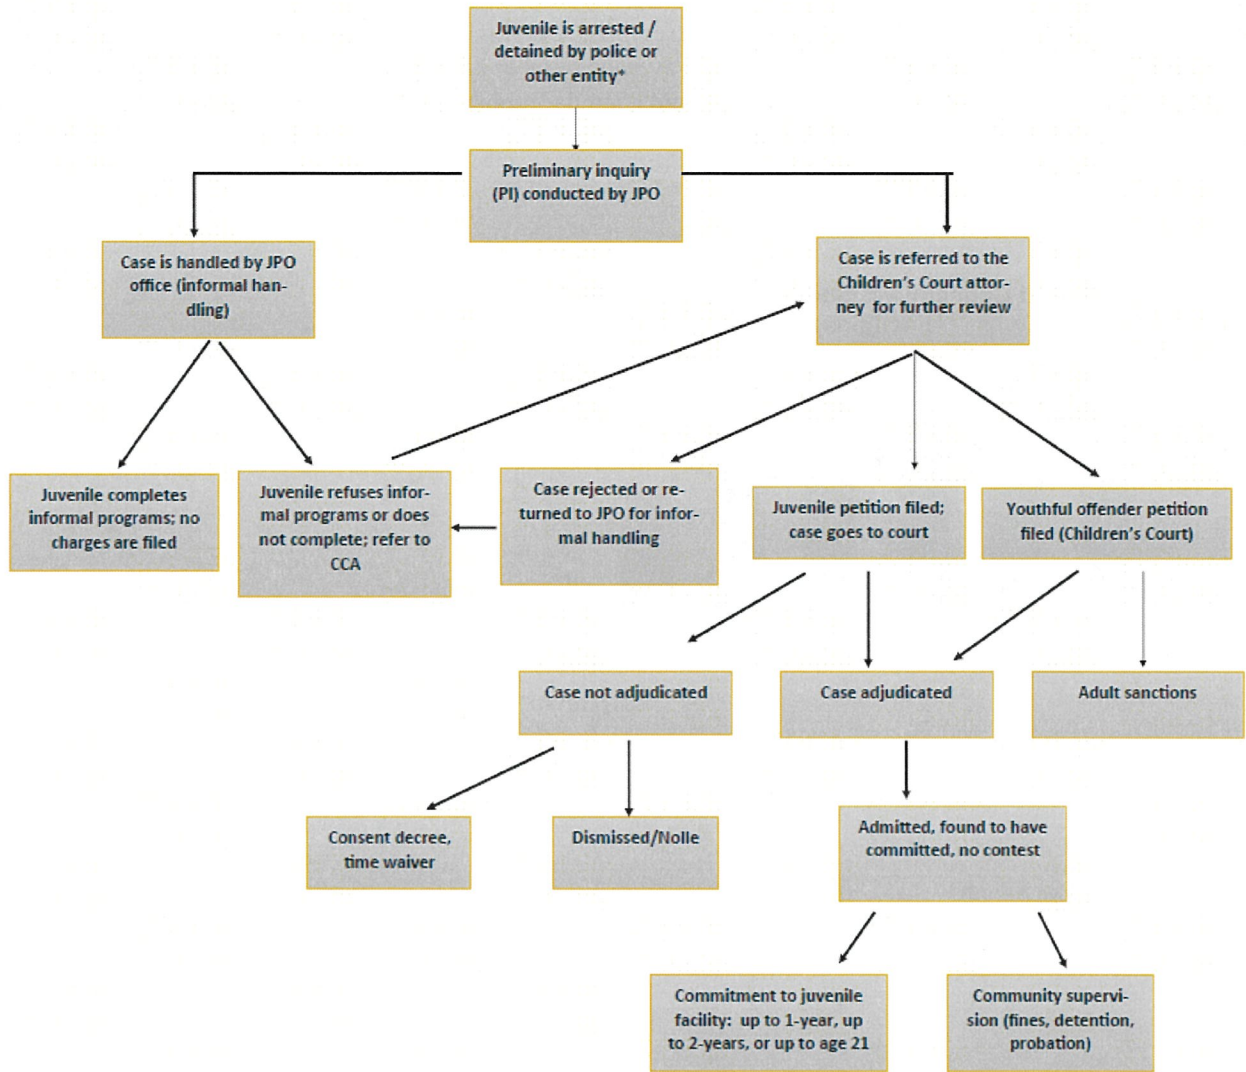 Juvenile is arrested /
detained by police or
other entity*
Preliminary inquiry
(PI) conducted by JPO
Case is handled by JPO
office (informal han-
dling)
Case is referred to the
Children's Court attor-
ney for further review
Juvenile completes
informal programs; no
charges are filed
Juvenile refuses infor-
mal programs or does
not complete; refer to
CCA
Case rejected or re-
turned to JPO for infor-
mal handling
Juvenile petition filed;
case goes to court
Youthful offender petition
filed (Children's Court)
Case not adjudicated
Case adjudicated
Adult sanctions
Consent decree,
time waiver
Dismissed/Nolle
Admitted, found to have
committed, no contest
Commitment to juvenile
facility: up to 1-year, up
to 2-years, or up to age 21
Community supervi-
sion (fines, detention,
probation)